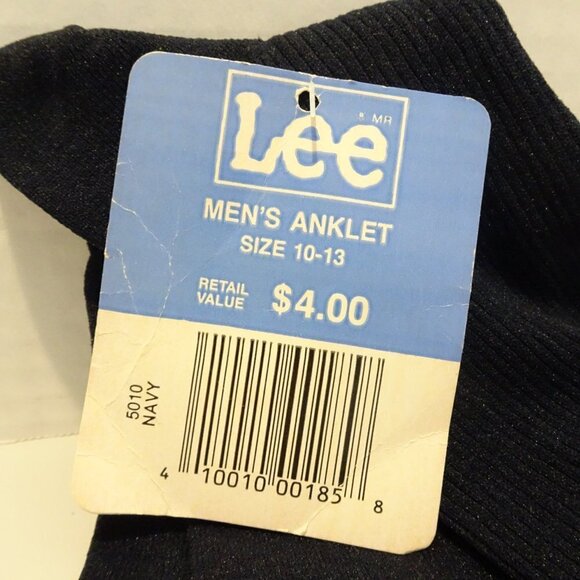 Lee
® MR
MEN'S ANKLET
SIZE 10-13
RETAIL
VALUE $4.00
5010
NAVY
4 10010 00185 8